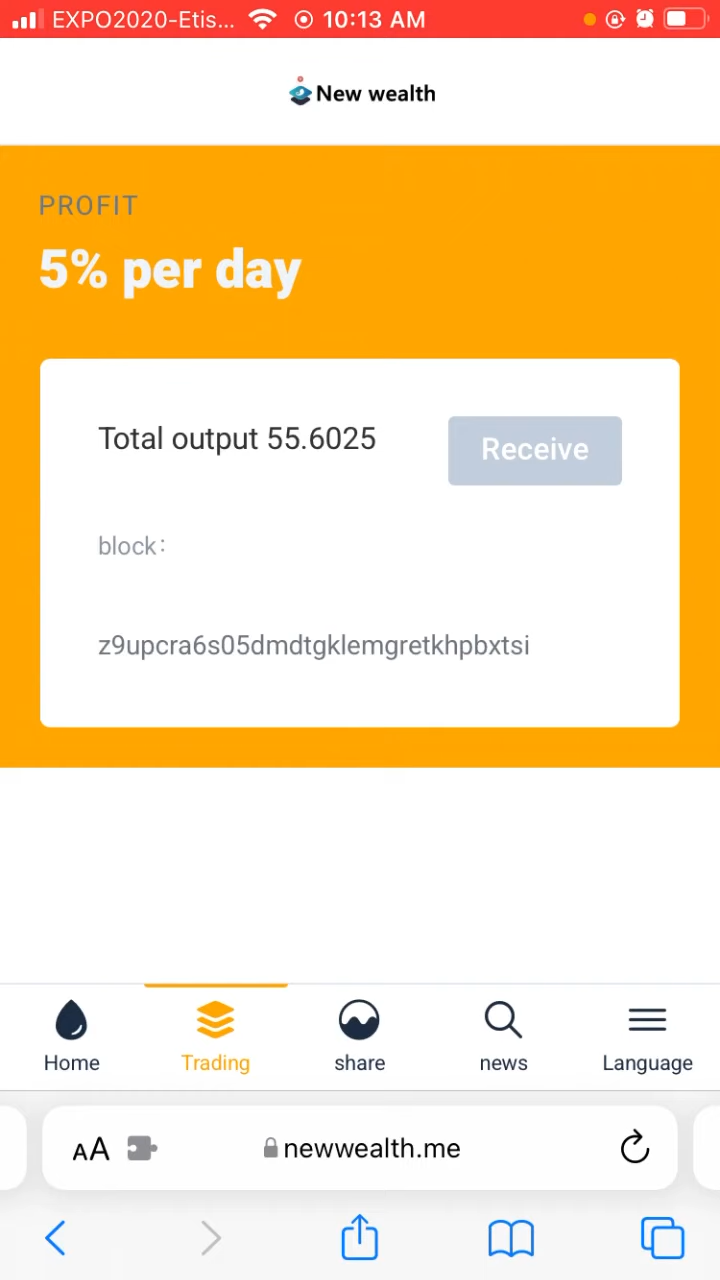 EXPO2020-Etis... 10:13 AM
New wealth
PROFIT
5% per day
Total output 55.6025
Receive
block:
z9upcra6s05dmdtgklemgretkhpbxtsi
Home
Trading
share
news
Language
AA newwealth.me